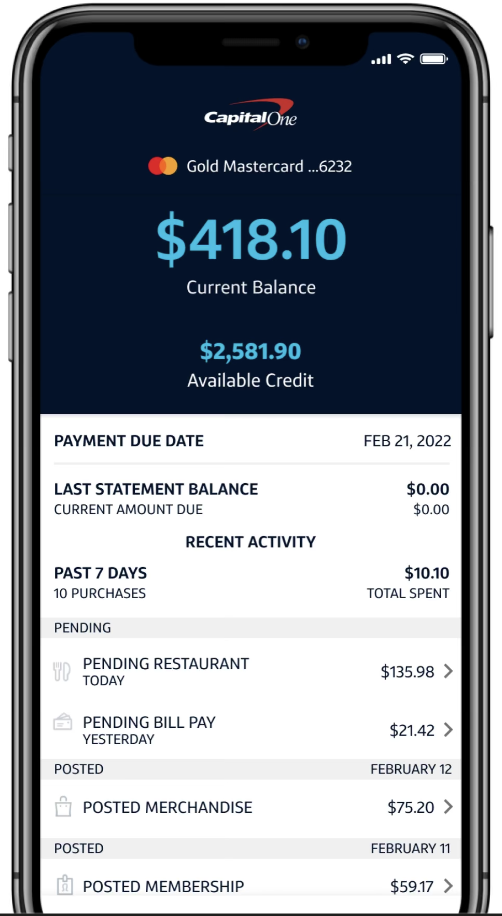 Capital One
Gold Mastercard ...6232
$418.10
Current Balance
$2,581.90
Available Credit
PAYMENT DUE DATE FEB 21, 2022
LAST STATEMENT BALANCE $0.00
CURRENT AMOUNT DUE $0.00
RECENT ACTIVITY
PAST 7 DAYS $10.10
10 PURCHASES TOTAL SPENT
PENDING
PENDING RESTAURANT $135.98
TODAY
PENDING BILL PAY $21.42
YESTERDAY
POSTED FEBRUARY 12
POSTED MERCHANDISE $75.20
POSTED FEBRUARY 11
POSTED MEMBERSHIP $59.17